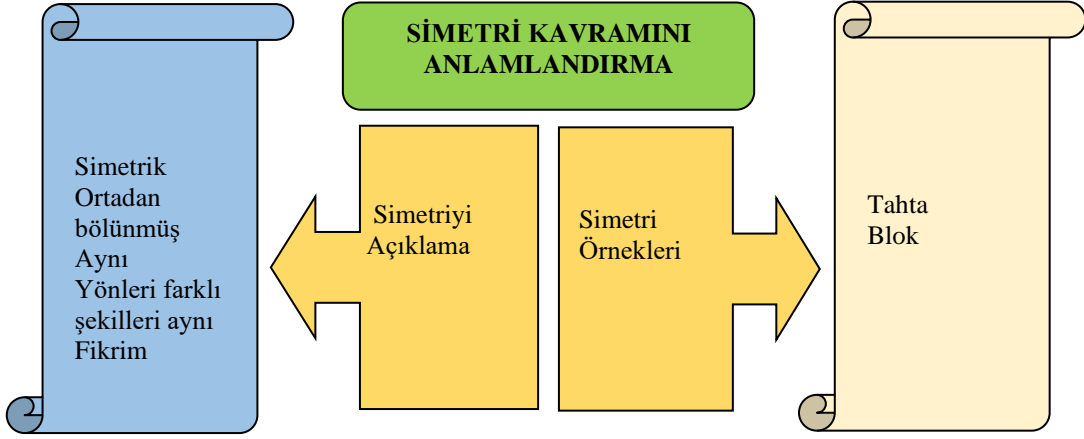 SİMETRİ KAVRAMINI
ANLAMLANDIRMA
Simetrik
Ortadan
bölünmüş
Aynı
Yönleri farklı
şekilleri aynı
Fikrim
Simetriyi
Açıklama
Simetri
Örnekleri
Tahta
Blok